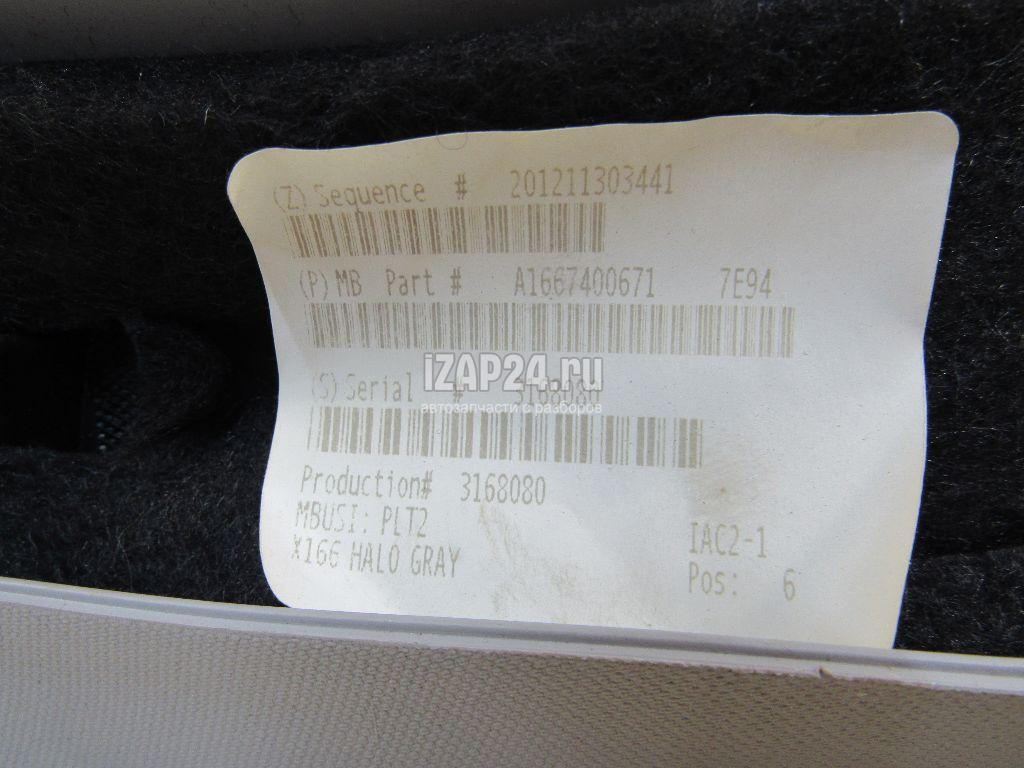 (Z) Sequence # 201211303441
(P) MB Part # A1667400671 7E94
iZAP24.ru
(S) Serial # 3168080
автозапчасти с разборов
Production# 3168080
MBUSI: PLT2
X166 HALO GRAY
IAC2-1
Pos: 6